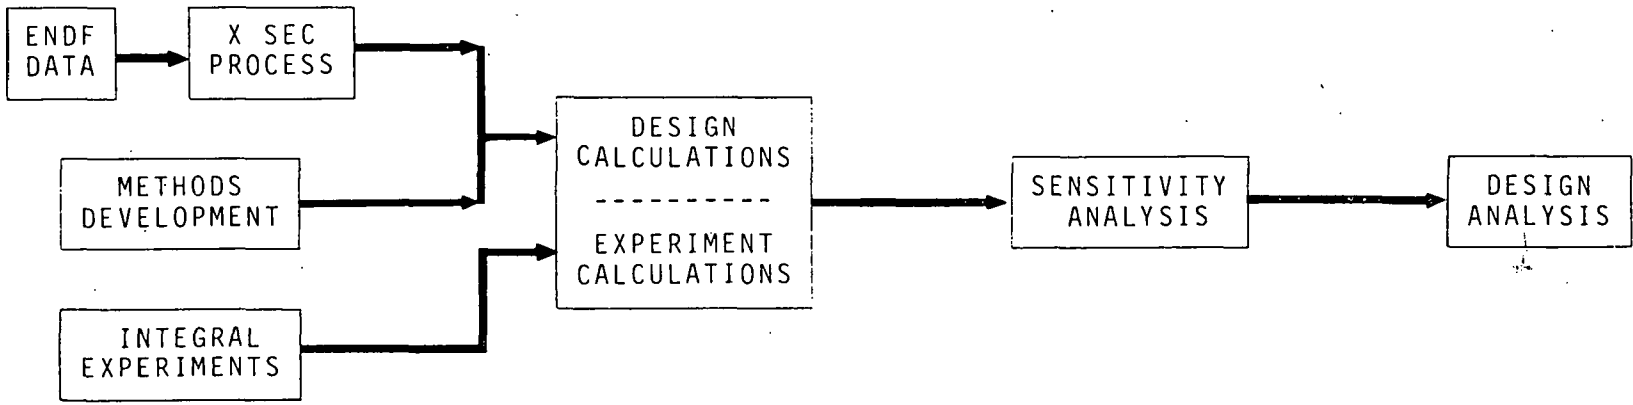 ENDF
DATA
X SEC
PROCESS
METHODS
DEVELOPMENT
INTEGRAL
EXPERIMENTS
DESIGN
CALCULATIONS
----------
EXPERIMENT
CALCULATIONS
SENSITIVITY
ANALYSIS
DESIGN
ANALYSIS